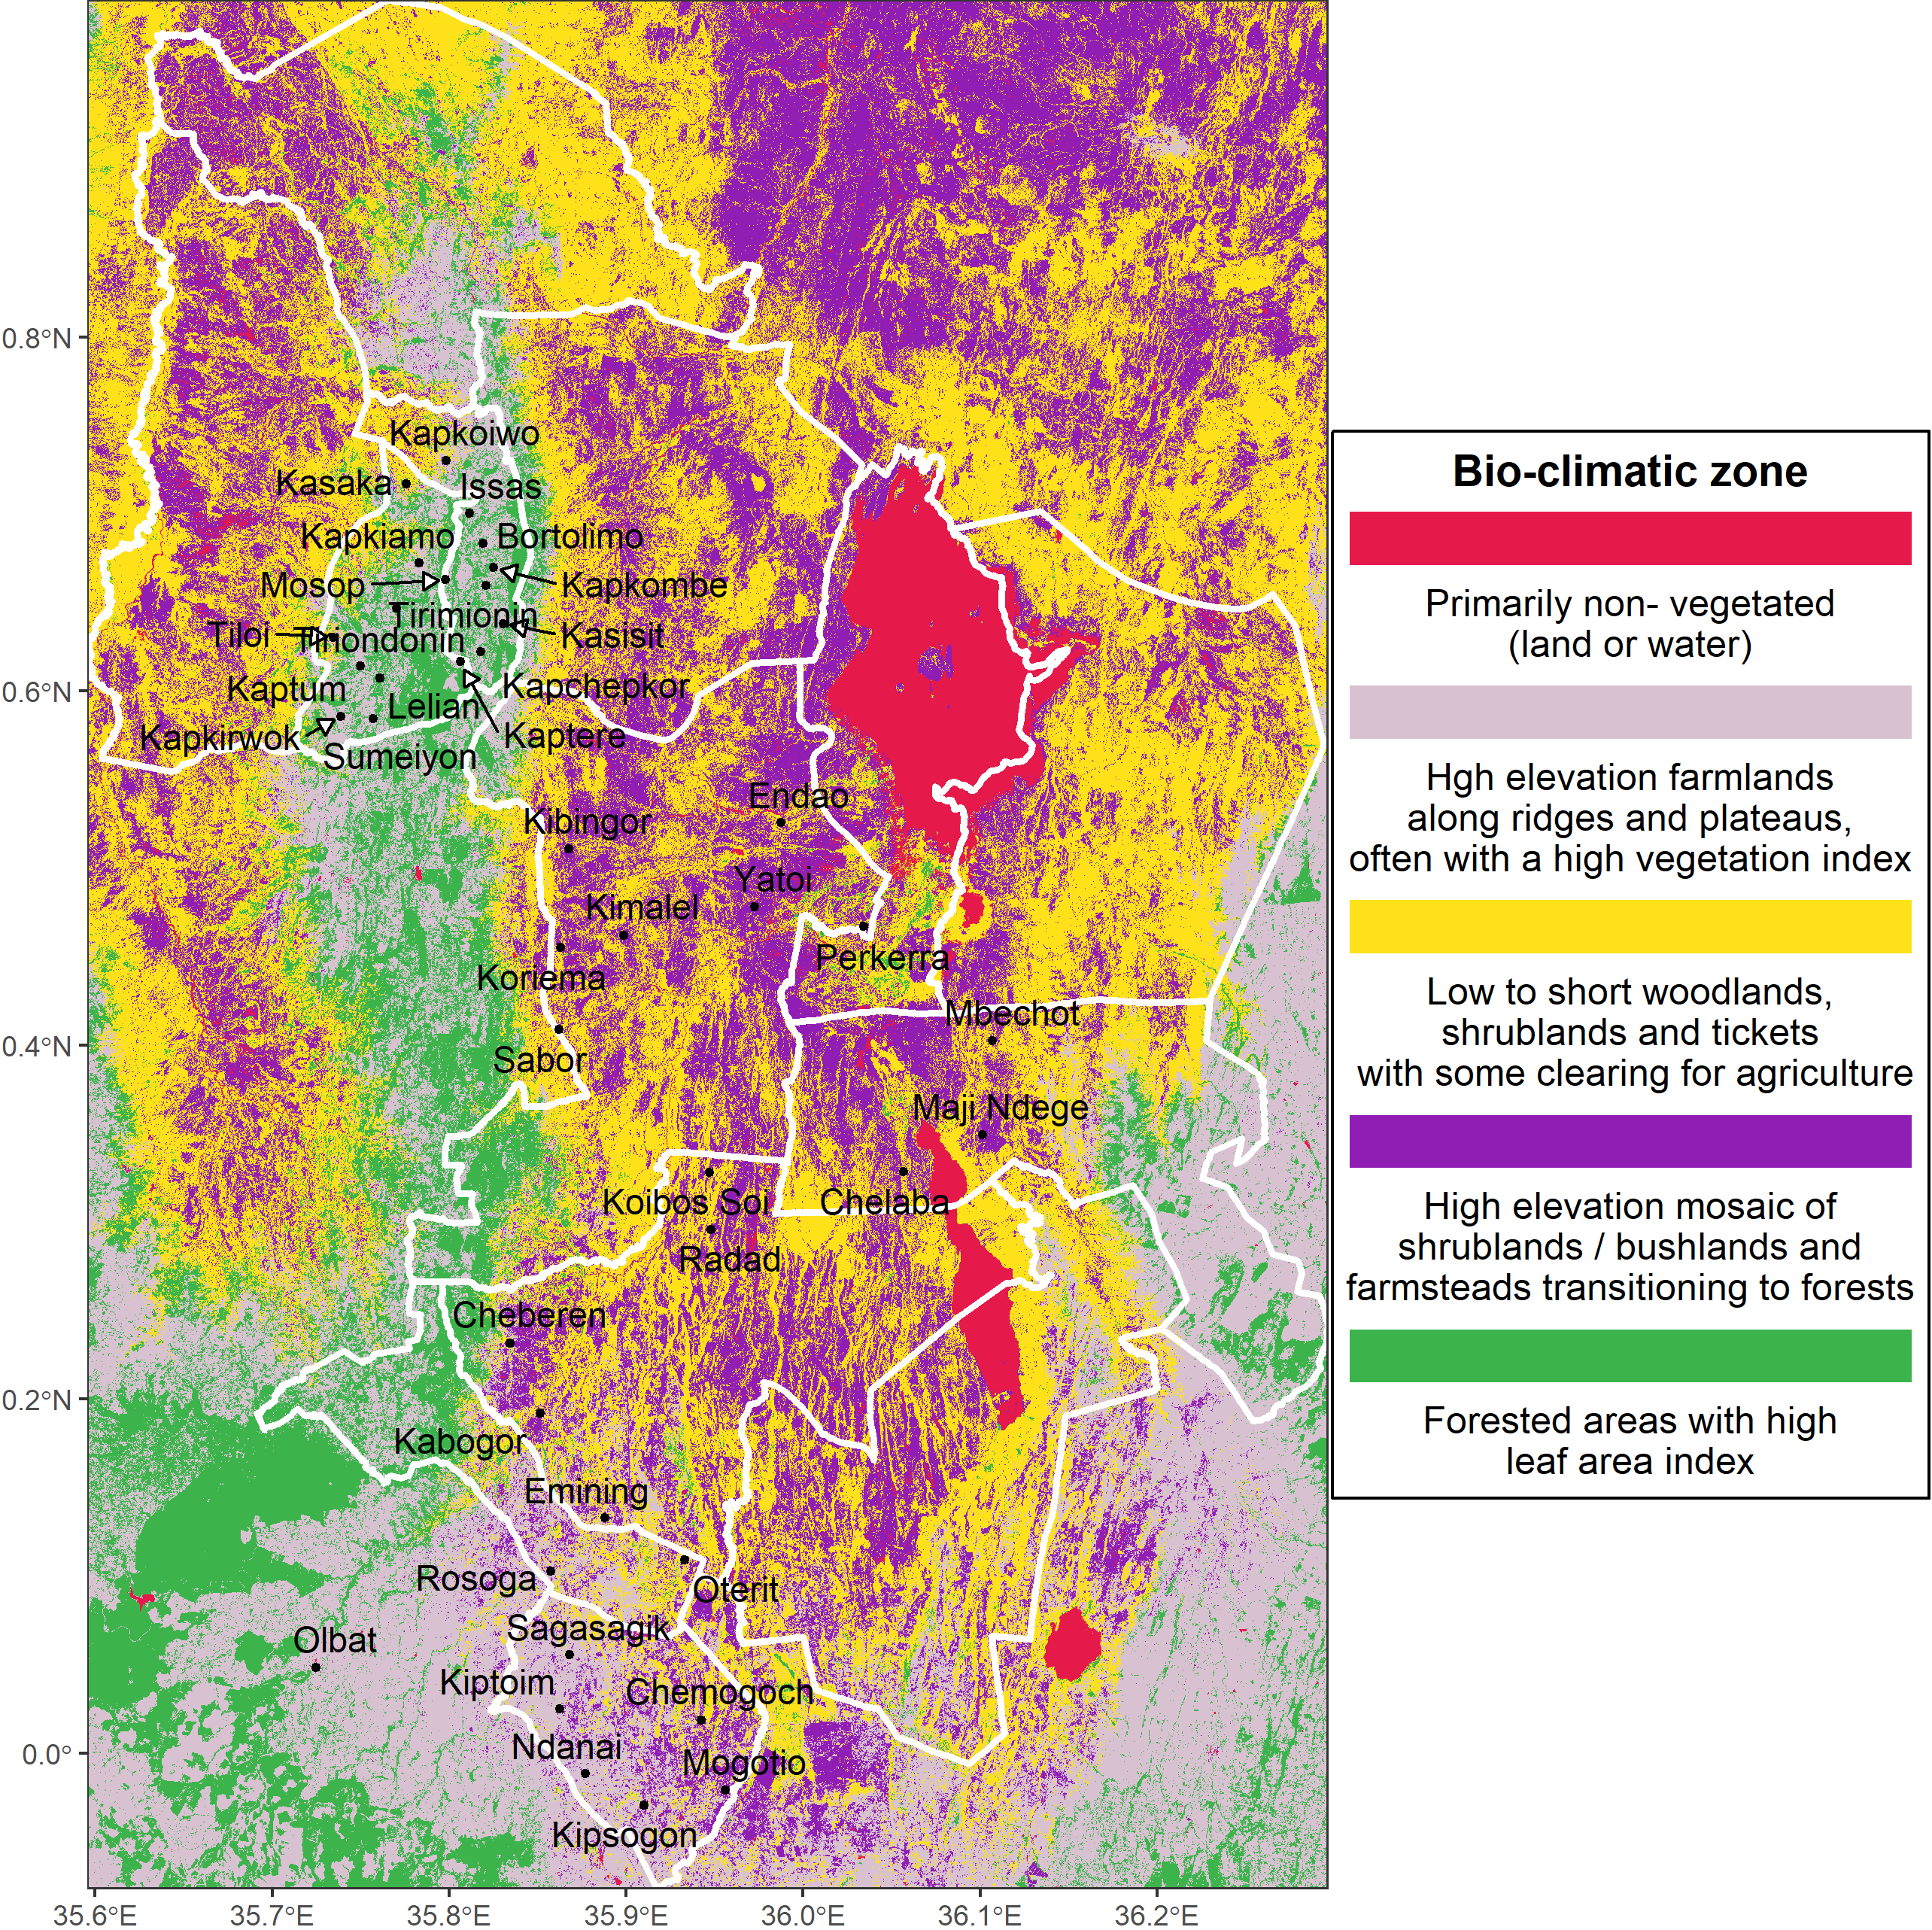 0.8°N
0.6°N
0.4°N
0.2°N
0.0°
35.6°E
35.7°E
35.8°E
35.9°E
36.0°E
36.1°E
36.2°E
Kapkoiwo
Kasaka
Issas
Kapkiamo
Bortolimo
Mosop
Kapkombe
Tirimionin
Tiloi
Tiriondonin
Kasisit
Kaptum
Lelian
Kapchepkor
Kapkirwok
Sumeiyon
Kaptere
Endao
Kibingor
Yatoi
Kimalel
Koriema
Perkerra
Mbechot
Sabor
Maji Ndege
Koibos Soi
Chelaba
Radad
Cheberen
Kabogor
Emining
Rosoga
Oterit
Sagasagik
Olbat
Kiptoim
Chemogoch
Ndanai
Mogotio
Kipsogon
Bio-climatic zone
Primarily non- vegetated
(land or water)
Hgh elevation farmlands
along ridges and plateaus,
often with a high vegetation index
Low to short woodlands,
shrublands and tickets
with some clearing for agriculture
High elevation mosaic of
shrublands / bushlands and
farmsteads transitioning to forests
Forested areas with high
leaf area index